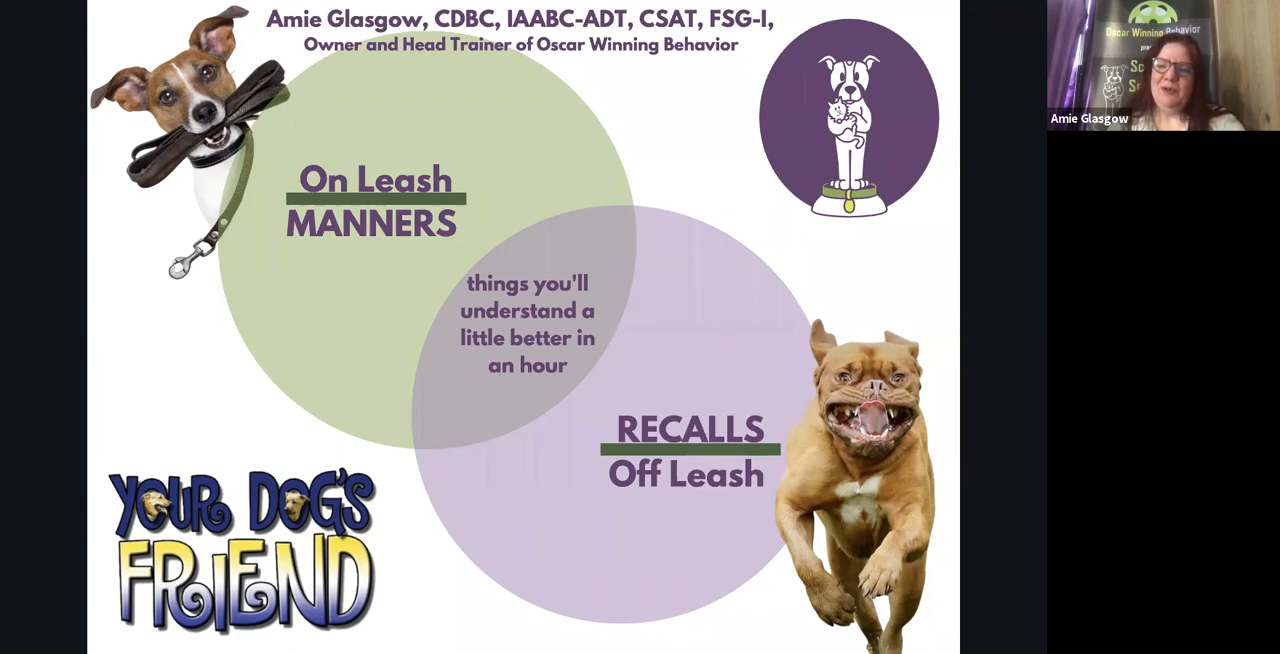 Amie Glasgow, CDBC, IAABC-ADT, CSAT, FSG-I,
Owner and Head Trainer of Oscar Winning Behavior
On Leash
MANNERS
things you'll
understand a
little better in
an hour
RECALLS
Off Leash
YOUR DOG'S
FRIEND
Oscar Winning Behavior
Amie Glasgow